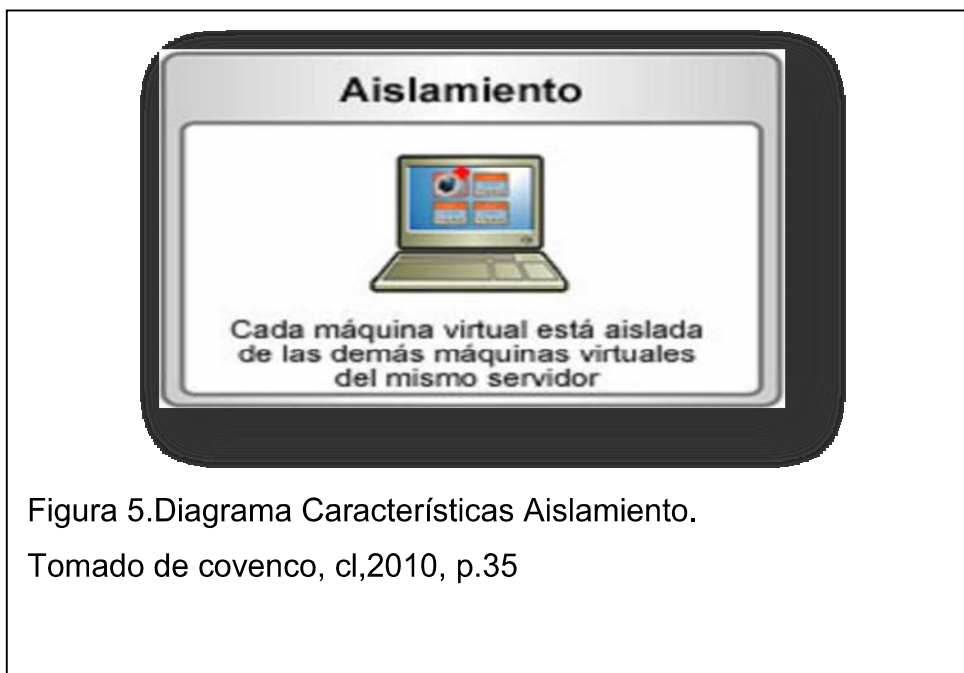 Aislamiento
Cada máquina virtual está aislada
de las demás máquinas virtuales
del mismo servidor
Figura 5.Diagrama Características Aislamiento.
Tomado de covenco, cl,2010, p.35